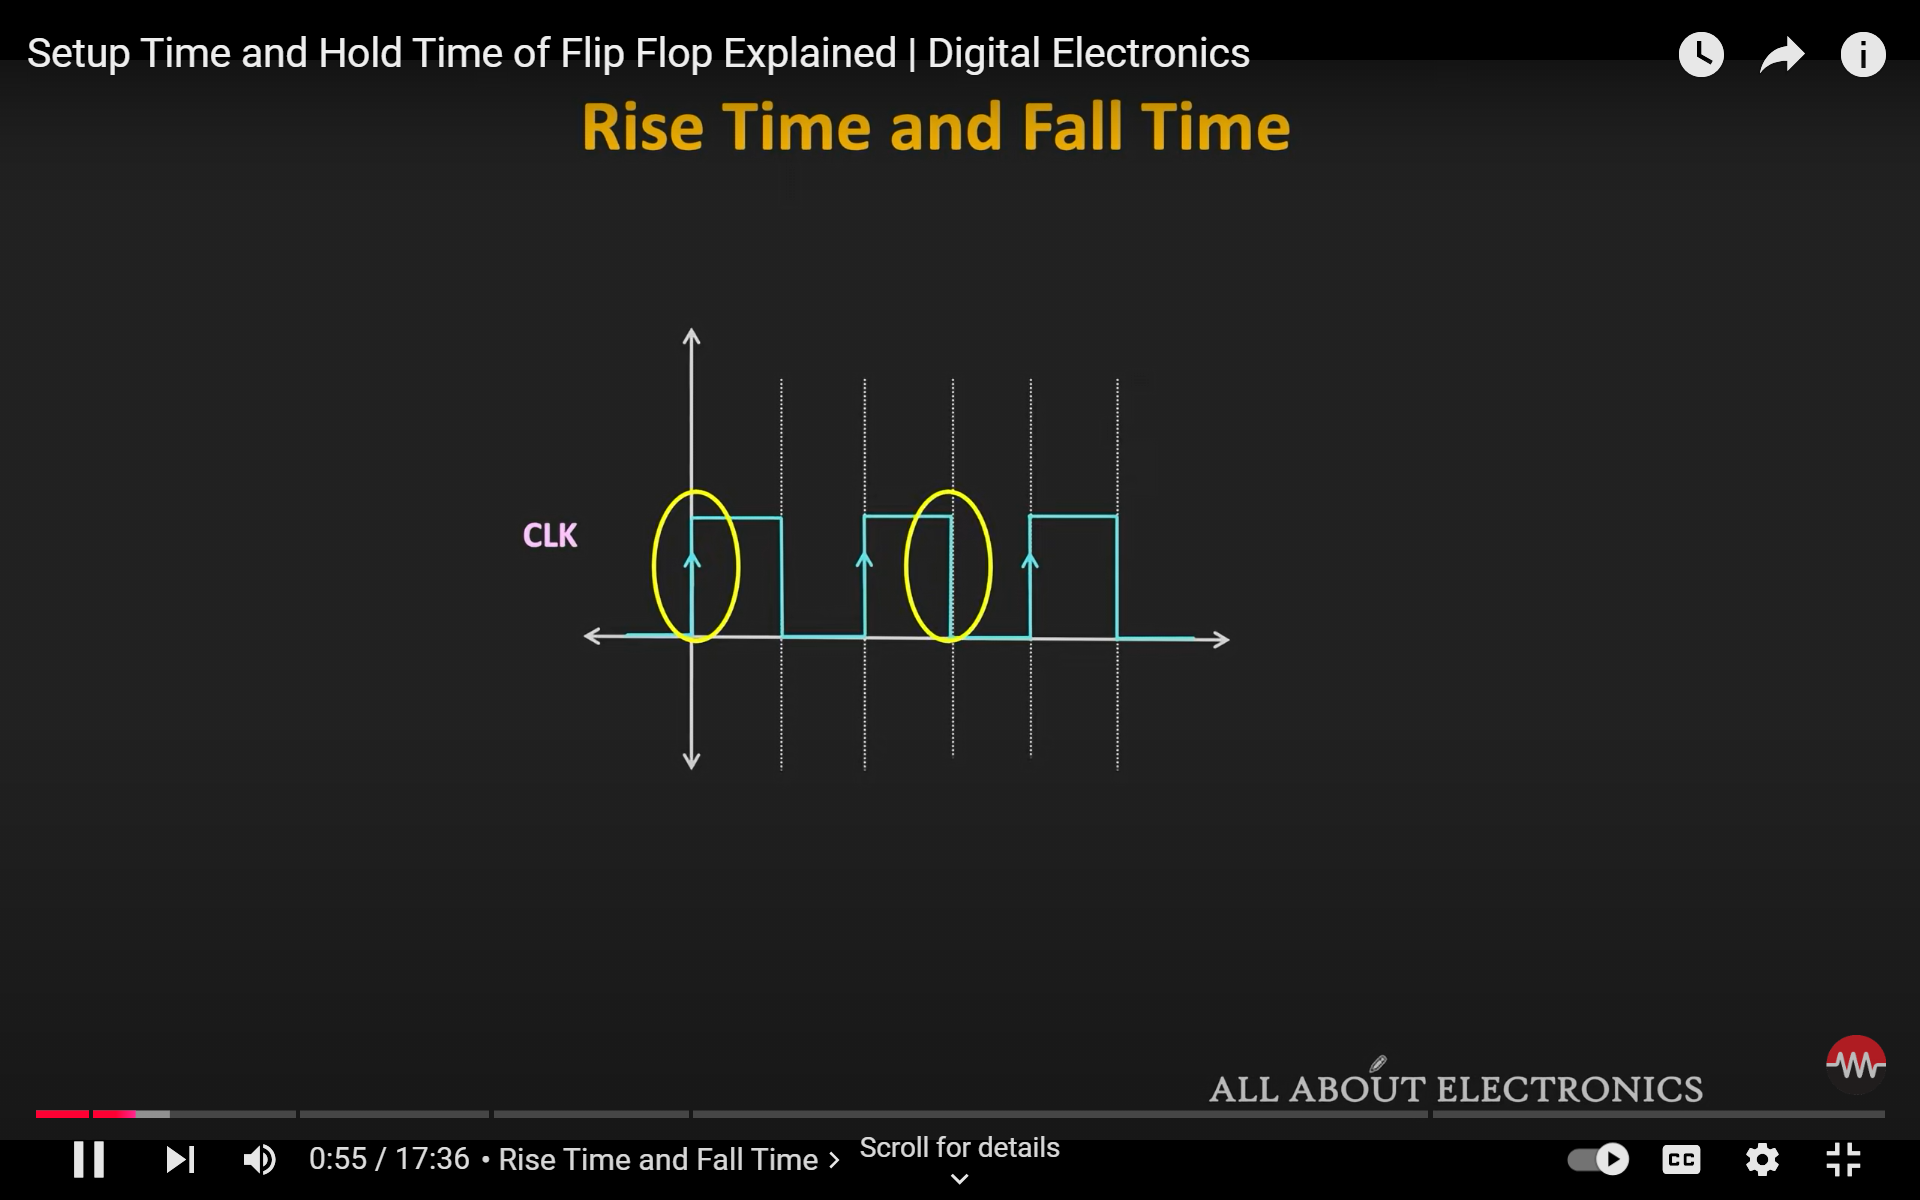 Setup Time and Hold Time of Flip Flop Explained | Digital Electronics
Rise Time and Fall Time
CLK
ALL ABOUT ELECTRONICS
0:55 / 17:36 • Rise Time and Fall Time
Scroll for details
CC